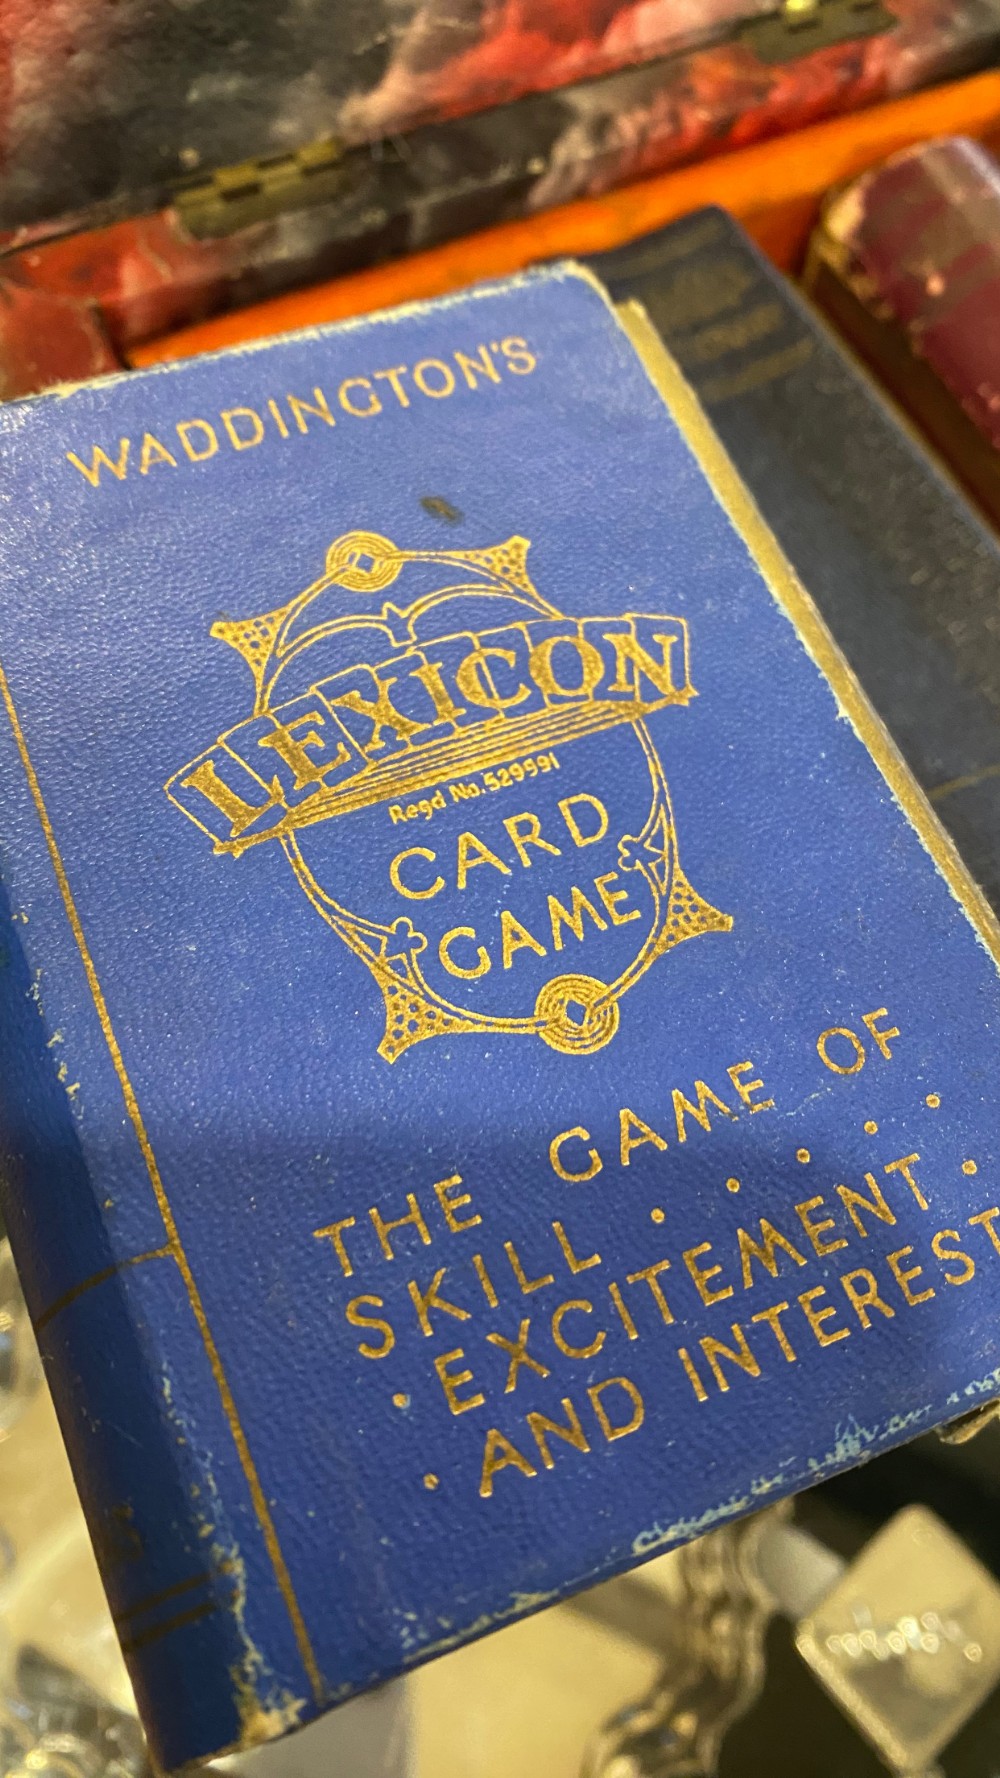 WADDINGTON'S
LEXICON
Regd No. 529991
CARD
GAME
THE GAME OF
SKILL . . . . .
. EXCITEMENT .
. AND INTEREST